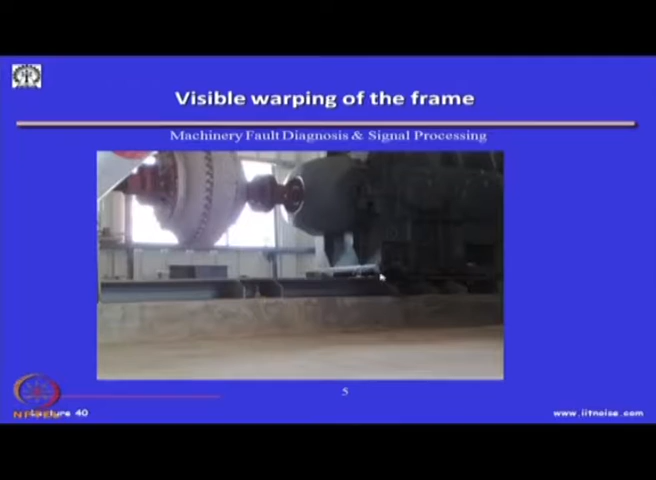 Visible warping of the frame
Machinery Fault Diagnosis & Signal Processing
5
Lecture 40
www.iitnoise.com